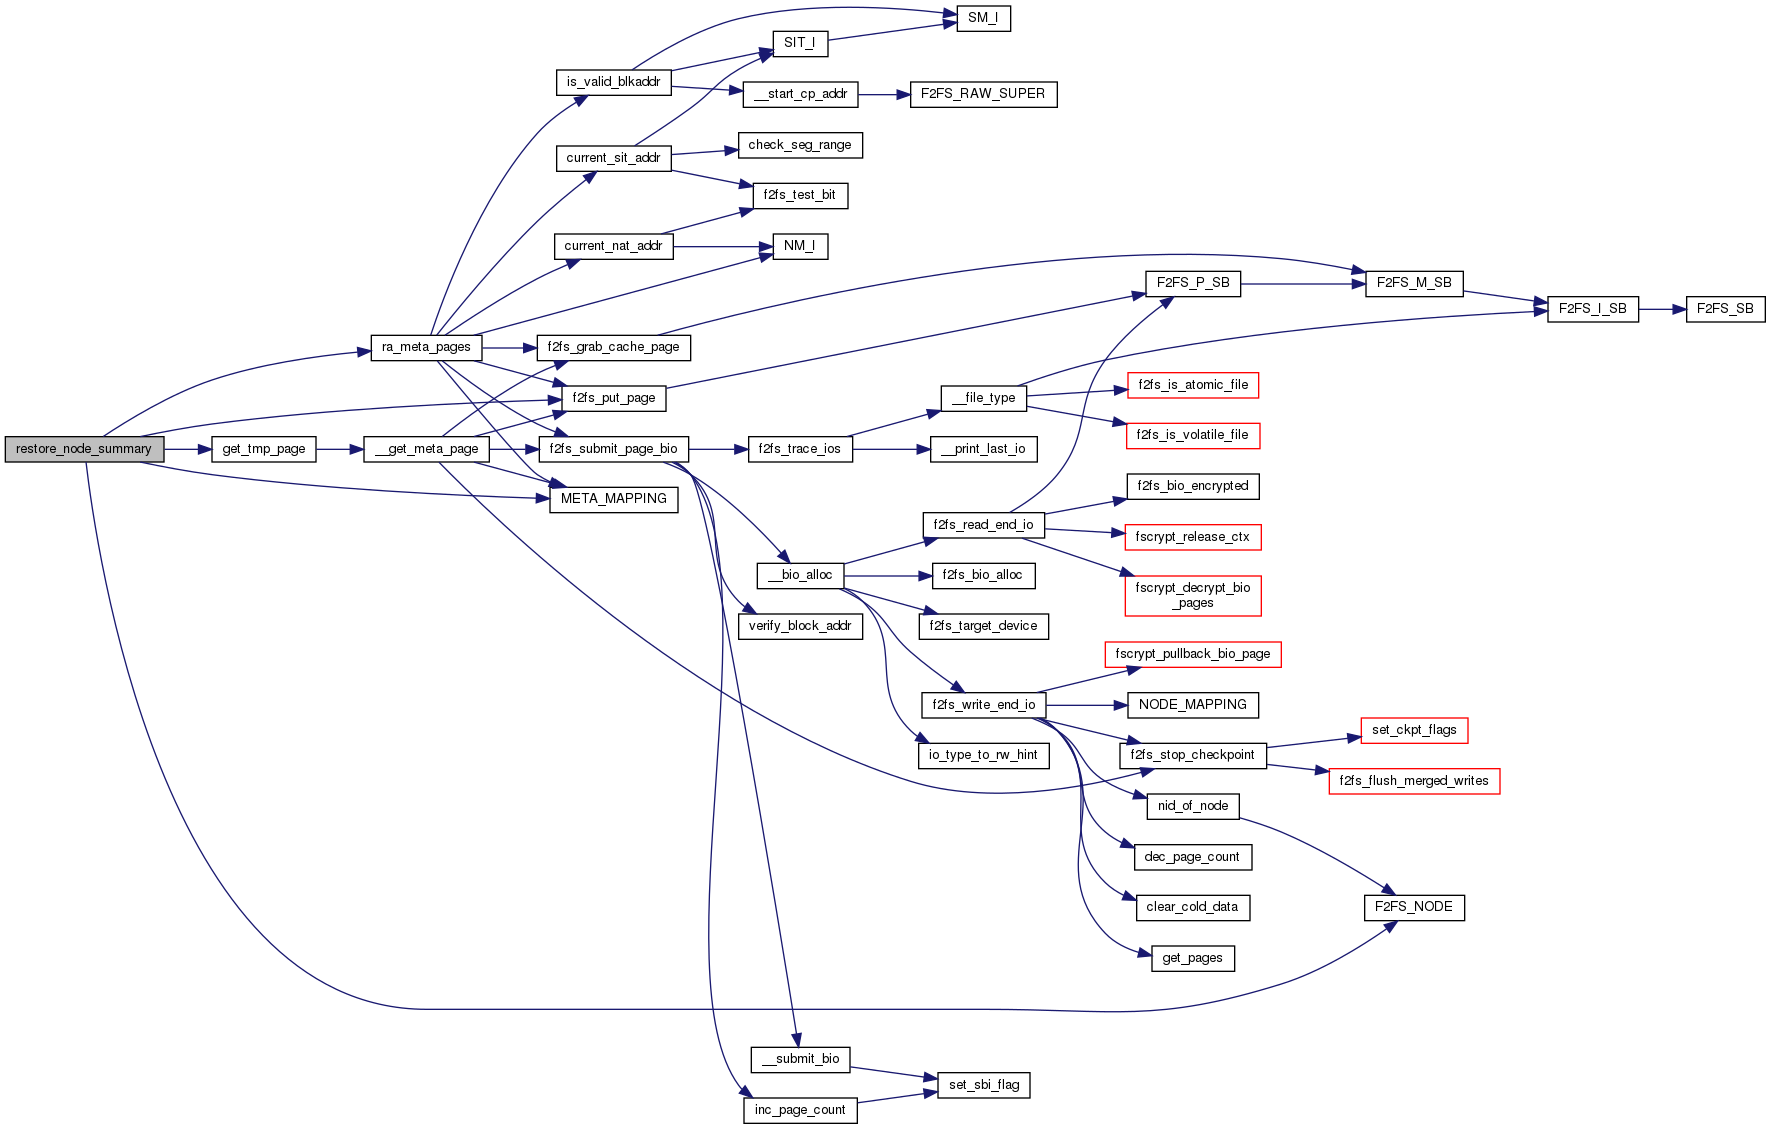 SM_I
SIT_I
is_valid_blkaddr
__start_cp_addr
F2FS_RAW_SUPER
check_seg_range
current_sit_addr
f2fs_test_bit
current_nat_addr
NM_I
F2FS_P_SB
F2FS_M_SB
F2FS_I_SB
F2FS_SB
ra_meta_pages
f2fs_grab_cache_page
f2fs_is_atomic_file
__file_type
f2fs_put_page
f2fs_is_volatile_file
restore_node_summary
get_tmp_page
__get_meta_page
f2fs_submit_page_bio
f2fs_trace_ios
__print_last_io
f2fs_bio_encrypted
META_MAPPING
f2fs_read_end_io
fscrypt_release_ctx
__bio_alloc
f2fs_bio_alloc
fscrypt_decrypt_bio
_pages
verify_block_addr
f2fs_target_device
fscrypt_pullback_bio_page
f2fs_write_end_io
NODE_MAPPING
set_ckpt_flags
io_type_to_rw_hint
f2fs_stop_checkpoint
f2fs_flush_merged_writes
nid_of_node
dec_page_count
clear_cold_data
F2FS_NODE
get_pages
__submit_bio
set_sbi_flag
inc_page_count